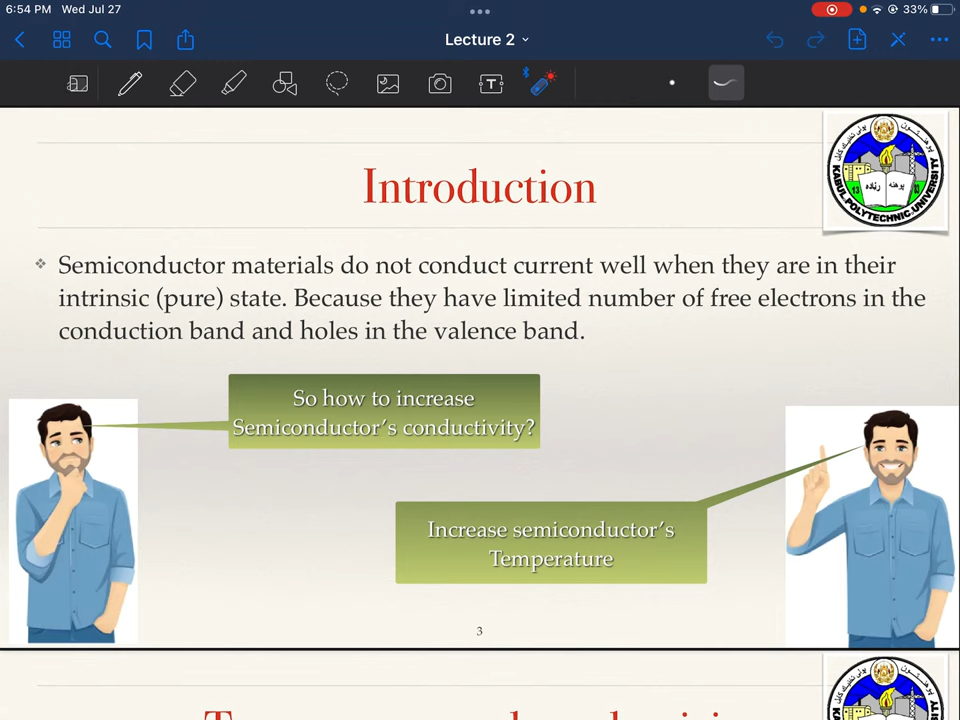 6:54 PM Wed Jul 27
33%
Lecture 2
T
Introduction
KABUL POLYTECHNIC UNIVERSITY
❖ Semiconductor materials do not conduct current well when they are in their
intrinsic (pure) state. Because they have limited number of free electrons in the
conduction band and holes in the valence band.
So how to increase
Semiconductor's conductivity?
Increase semiconductor's
Temperature
3